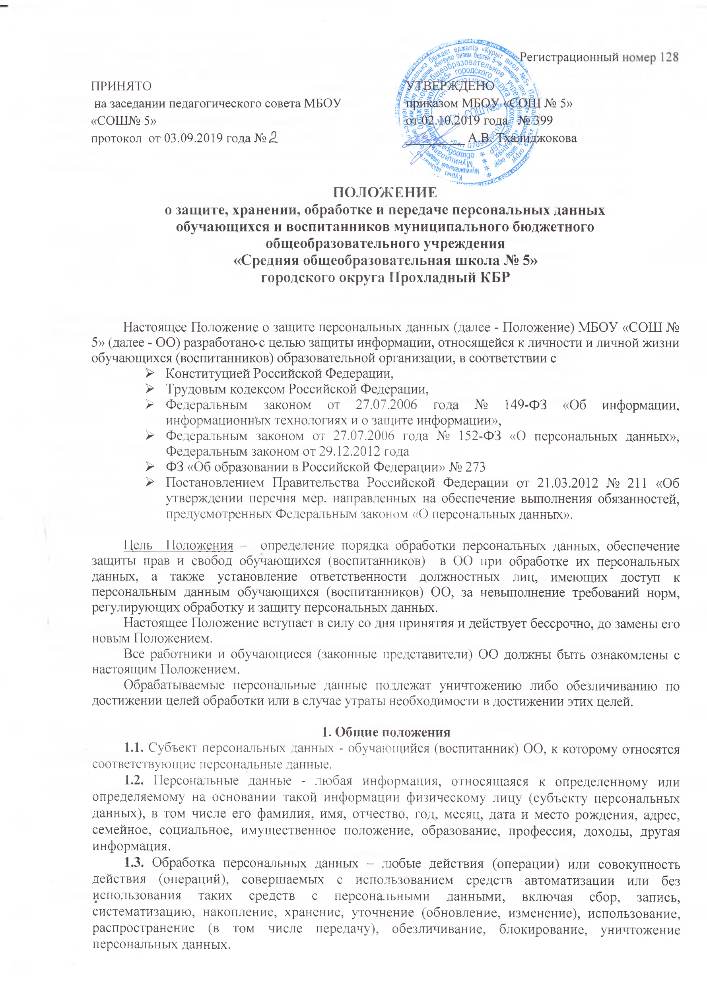 Регистрационный номер 128
ПРИНЯТО
на заседании педагогического совета МБОУ
«СОШ№ 5»
протокол от 03.09.2019 года № 2
УТВЕРЖДЕНО
приказом МБОУ «СОШ № 5»
от 02.10.2019 года № 399
А.В. Тхалиджокова
МБОУ «СОШ №5»
ПОЛОЖЕНИЕ
о защите, хранении, обработке и передаче персональных данных
обучающихся и воспитанников муниципального бюджетного
общеобразовательного учреждения
«Средняя общеобразовательная школа № 5»
городского округа Прохладный КБР
Настоящее Положение о защите персональных данных (далее - Положение) МБОУ «СОШ №
5» (далее - ОО) разработано с целью защиты информации, относящейся к личности и личной жизни
обучающихся (воспитанников) образовательной организации, в соответствии с
➢ Конституцией Российской Федерации,
➢ Трудовым кодексом Российской Федерации,
➢ Федеральным законом от 27.07.2006 года № 149-ФЗ «Об информации,
информационных технологиях и о защите информации»,
➢ Федеральным законом от 27.07.2006 года № 152-ФЗ «О персональных данных»,
Федеральным законом от 29.12.2012 года
➢ ФЗ «Об образовании в Российской Федерации» № 273
➢ Постановлением Правительства Российской Федерации от 21.03.2012 № 211 «Об
утверждении перечня мер, направленных на обеспечение выполнения обязанностей,
предусмотренных Федеральным законом «О персональных данных».
Цель Положения – определение порядка обработки персональных данных, обеспечение
защиты прав и свобод обучающихся (воспитанников) в ОО при обработке их персональных
данных, а также установление ответственности должностных лиц, имеющих доступ к
персональным данным обучающихся (воспитанников) ОО, за невыполнение требований норм,
регулирующих обработку и защиту персональных данных.
Настоящее Положение вступает в силу со дня принятия и действует бессрочно, до замены его
новым Положением.
Все работники и обучающиеся (законные представители) ОО должны быть ознакомлены с
настоящим Положением.
Обрабатываемые персональные данные подлежат уничтожению либо обезличиванию по
достижении целей обработки или в случае утраты необходимости в достижении этих целей.
1. Общие положения
1.1. Субъект персональных данных - обучающийся (воспитанник) ОО, к которому относятся
соответствующие персональные данные.
1.2. Персональные данные - любая информация, относящаяся к определенному или
определяемому на основании такой информации физическому лицу (субъекту персональных
данных), в том числе его фамилия, имя, отчество, год, месяц, дата и место рождения, адрес,
семейное, социальное, имущественное положение, образование, профессия, доходы, другая
информация.
1.3. Обработка персональных данных – любые действия (операции) или совокупность
действия (операций), совершаемых с использованием средств автоматизации или без
использования таких средств с персональными данными, включая сбор, запись,
систематизацию, накопление, хранение, уточнение (обновление, изменение), использование,
распространение (в том числе передачу), обезличивание, блокирование, уничтожение
персональных данных.